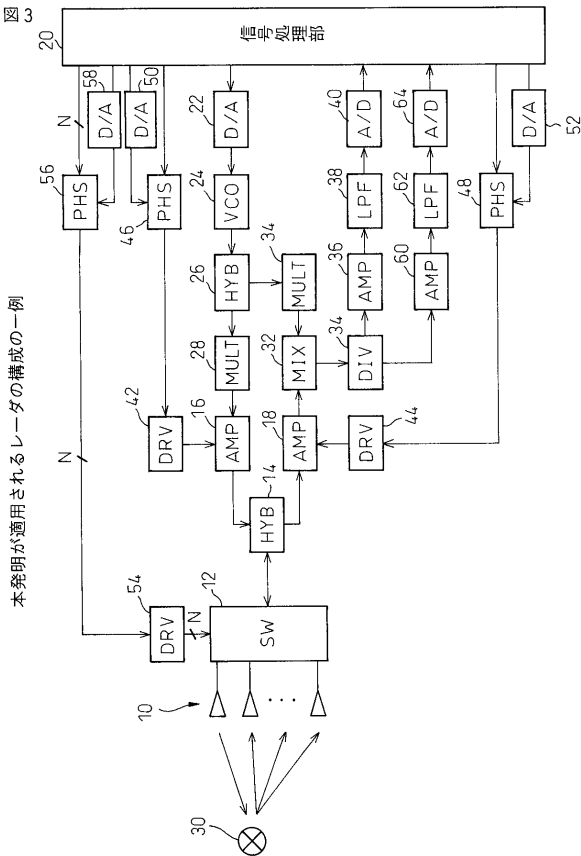 図3
本発明が適用されるレーダの構成の一例
20
信号処理部
N
58
D/A
50
D/A
56
PHS
46
PHS
22
D/A
24
VCO
26
HYB
34
MULT
28
MULT
32
MIX
40
A/D
64
A/D
38
LPF
62
LPF
36
AMP
60
AMP
34
DIV
48
PHS
D/A
52
N
42
DRV
16
AMP
18
AMP
44
DRV
14
HYB
54
DRV
N
12
SW
10
30